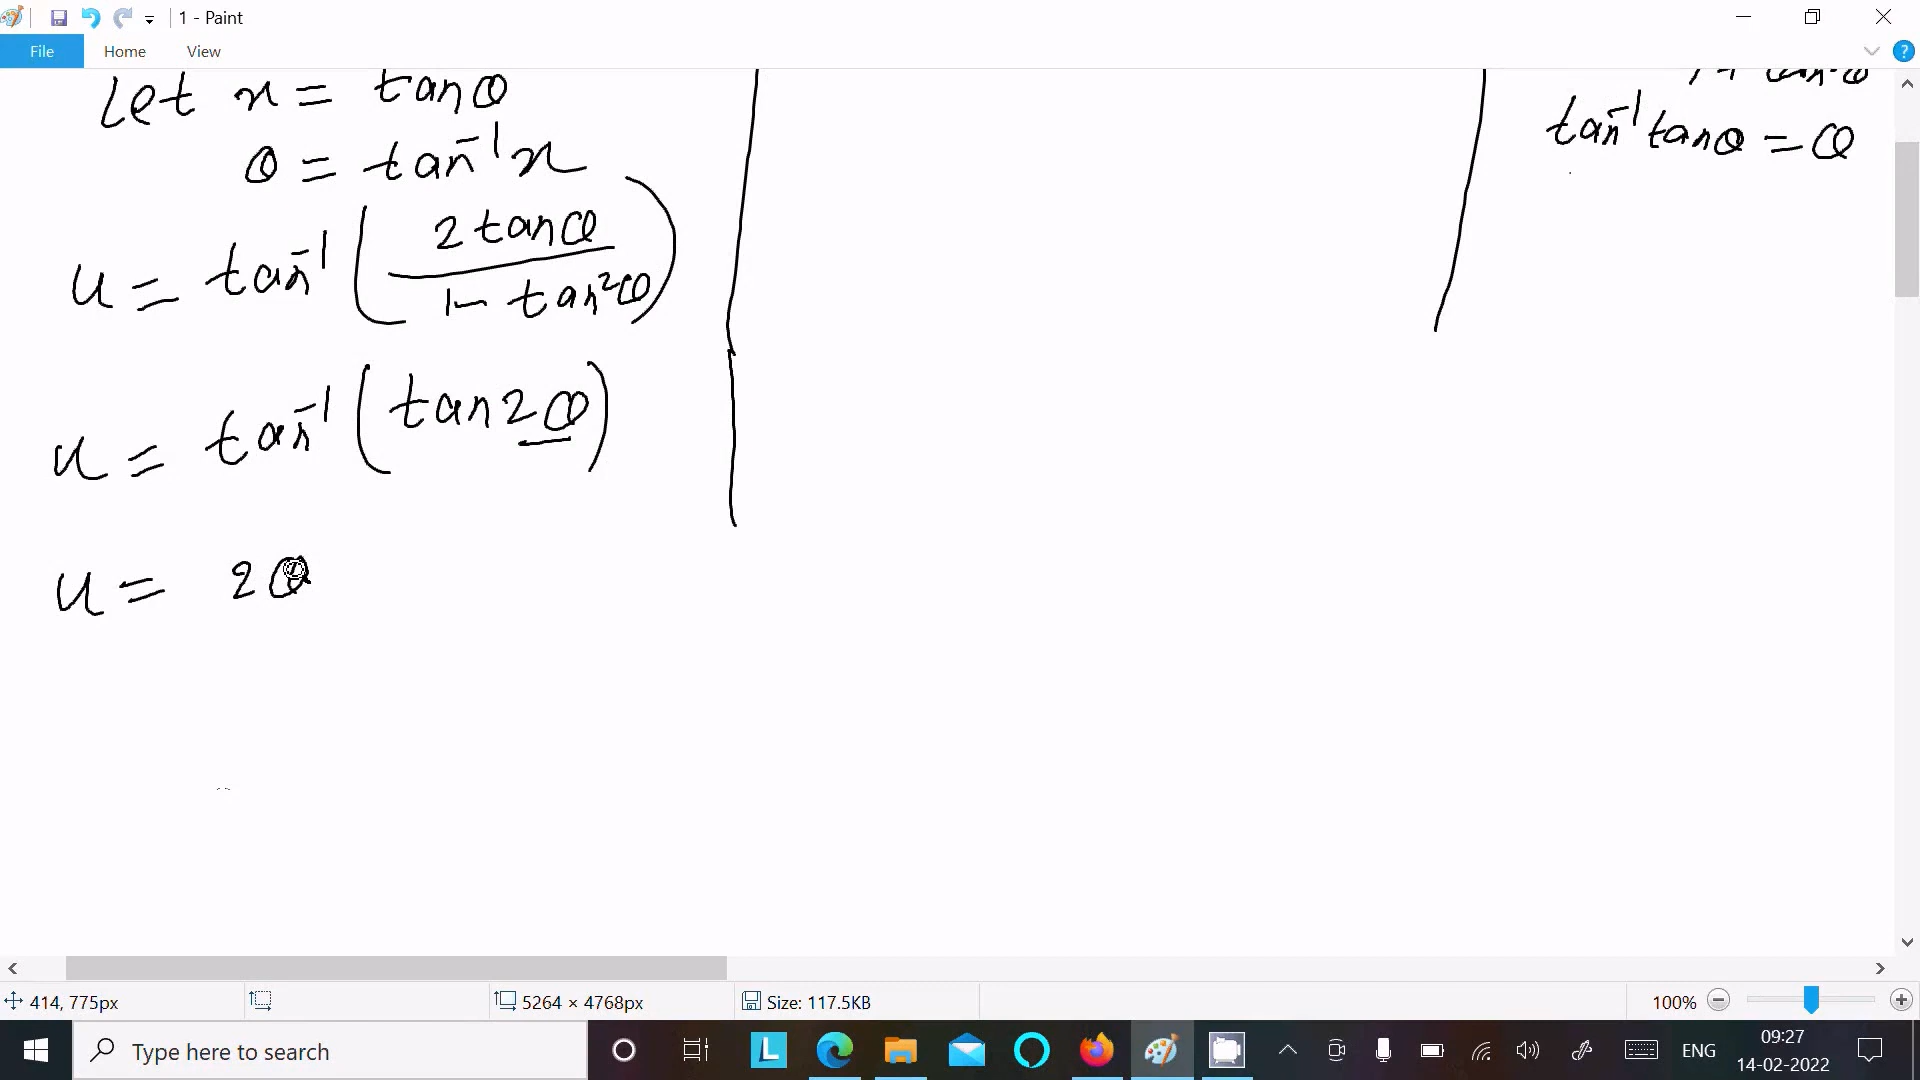 1 - Paint
File Home View
Let x = tanθ
θ = tan⁻¹x
u = tan⁻¹(2tanθ / 1 - tan²θ)
u = tan⁻¹(tan2θ)
u = 2θ
tan⁻¹tanθ = θ
414, 775px 5264 × 4768px Size: 117.5KB 100%
Type here to search L ENG 09:27
14-02-2022